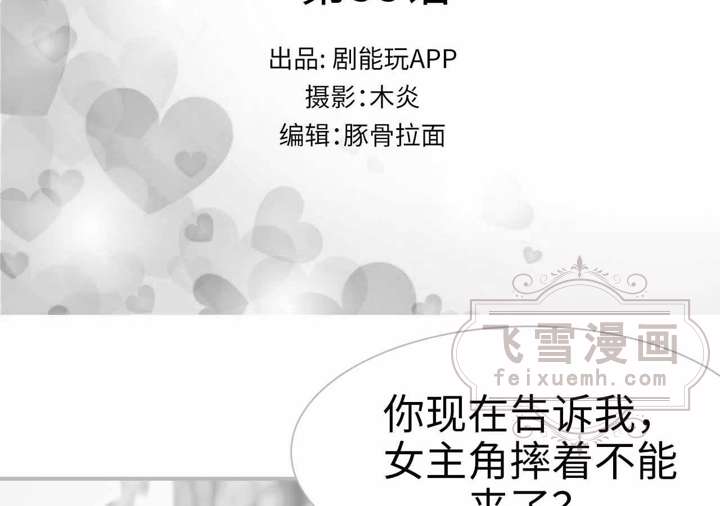 出品: 剧能玩APP
摄影:木炎
编辑:豚骨拉面
飞雪漫画
feixuemh.com
你现在告诉我，
女主角摔着不能
来了？